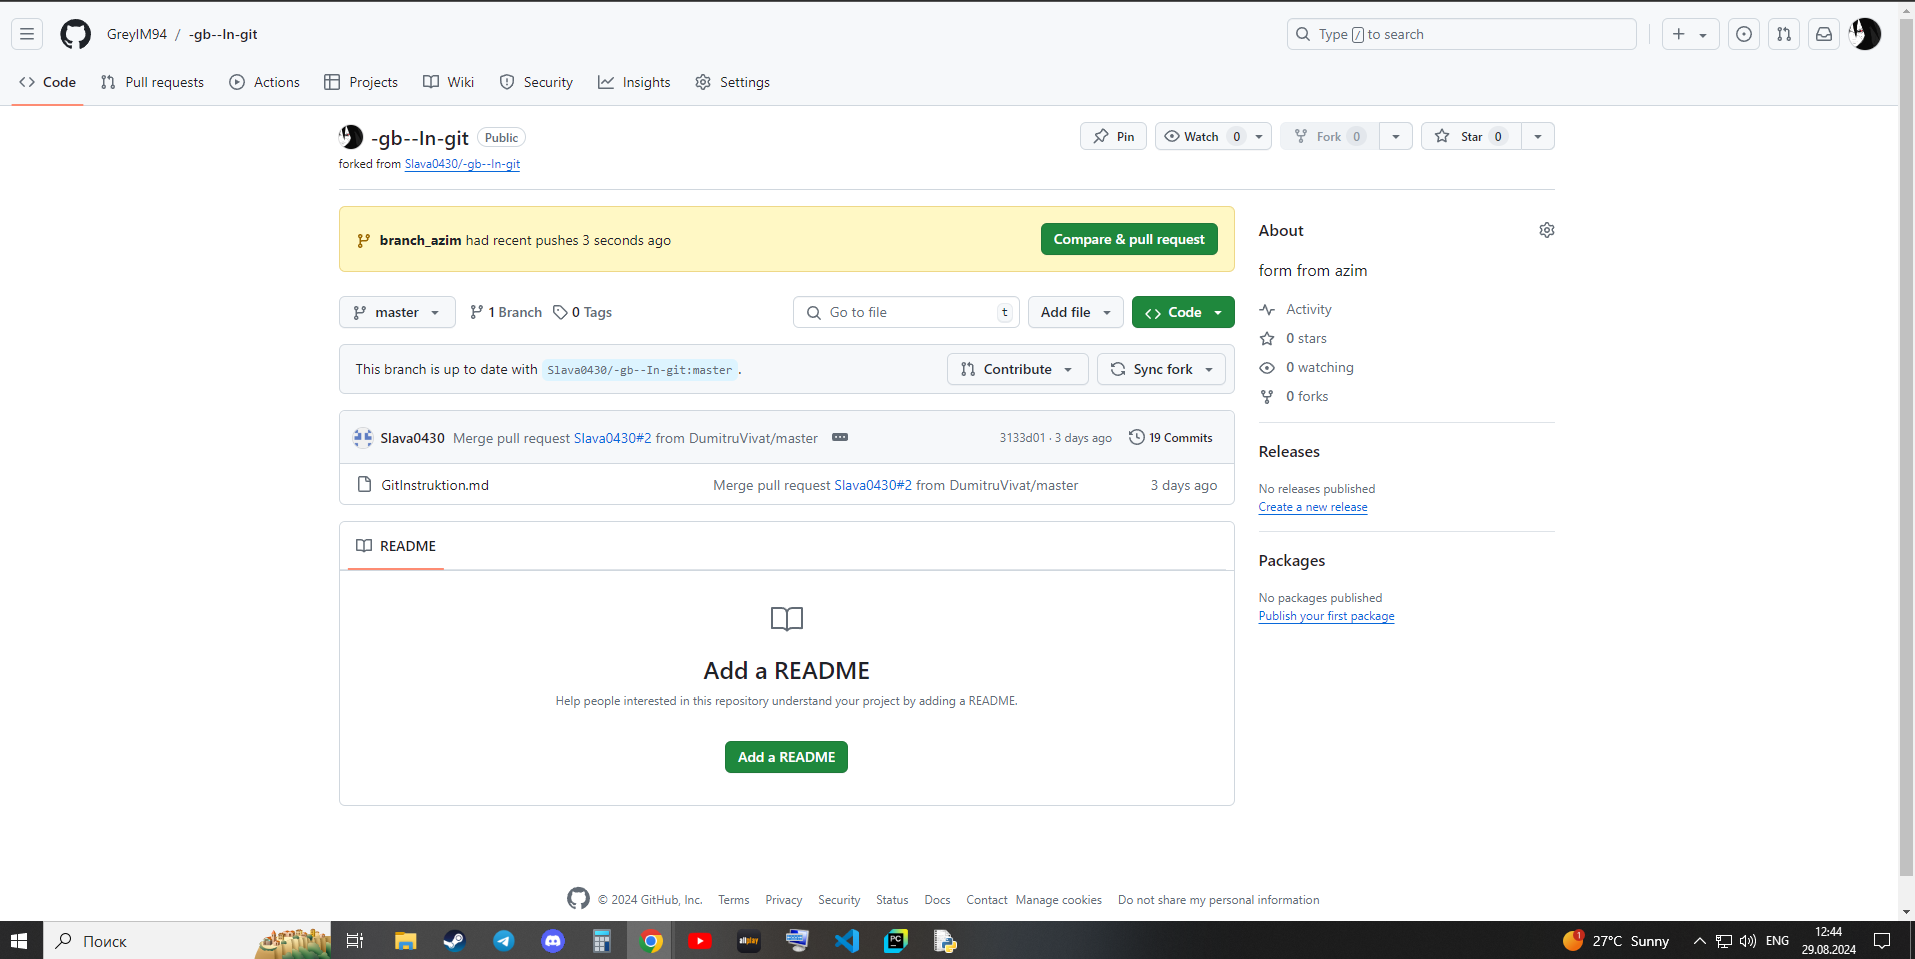 GreyIM94 / -gb--In-git
Type / to search
Code Pull requests Actions Projects Wiki Security Insights Settings
-gb--In-git Public
Pin Watch 0 Fork 0 Star 0
forked from Slava0430/-gb--In-git
branch_azim had recent pushes 3 seconds ago
Compare & pull request
master 1 Branch 0 Tags
Go to file t Add file Code
This branch is up to date with Slava0430/-gb--In-git:master .
Contribute Sync fork
Slava0430 Merge pull request Slava0430#2 from DumitruVivat/master
3133d01 · 3 days ago 19 Commits
GitInstruktion.md Merge pull request Slava0430#2 from DumitruVivat/master 3 days ago
README
Add a README
Help people interested in this repository understand your project by adding a README.
Add a README
About
form from azim
Activity
0 stars
0 watching
0 forks
Releases
No releases published
Create a new release
Packages
No packages published
Publish your first package
© 2024 GitHub, Inc. Terms Privacy Security Status Docs Contact Manage cookies Do not share my personal information
Поиск
allplay
PC
1
27°C Sunny
ENG
12:44
29.08.2024